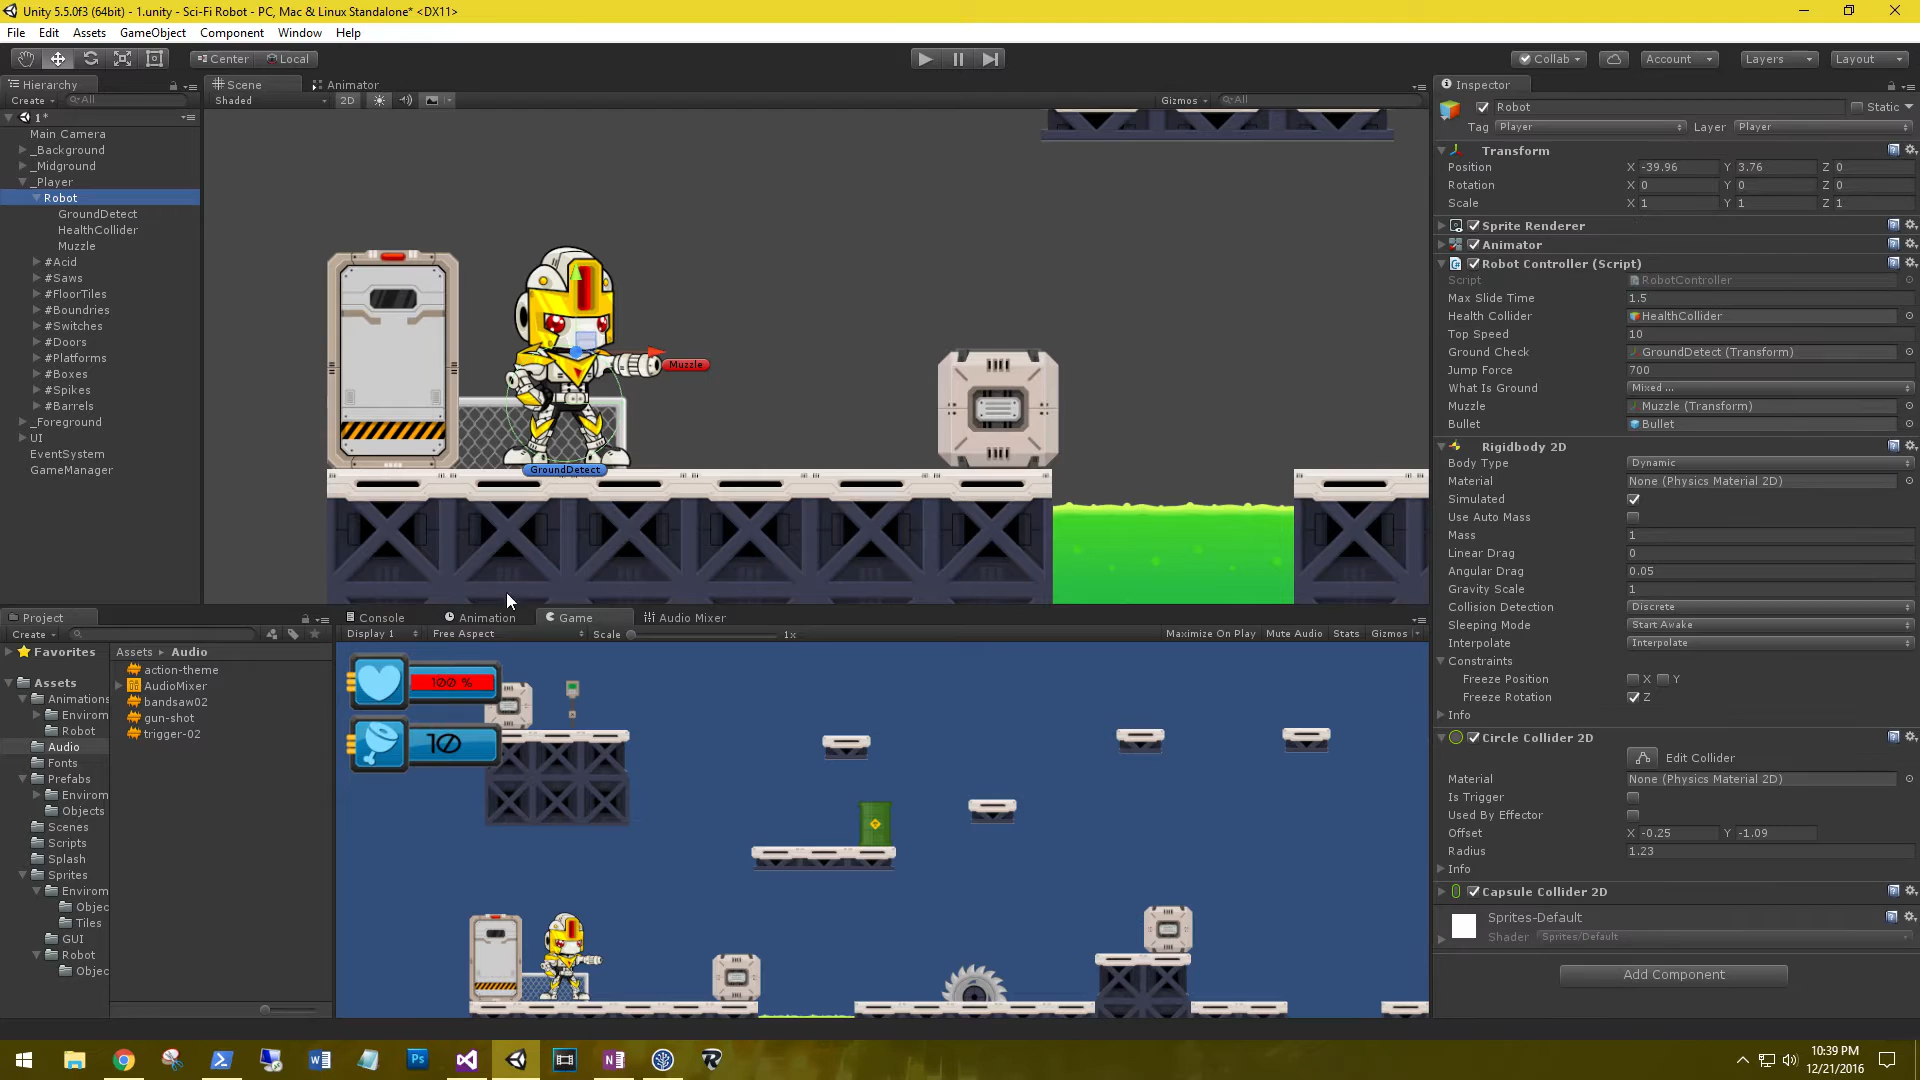 Unity 5.5.0f3 (64bit) - 1.unity - Sci-Fi Robot - PC, Mac & Linux Standalone* <DX11>
File Edit Assets GameObject Component Window Help
Center Local
Collab Account Layers Layout
Hierarchy
Create All
1*
Main Camera
_Background
_Midground
_Player
Robot
GroundDetect
HealthCollider
Muzzle
#Acid
#Saws
#FloorTiles
#Boundries
#Switches
#Doors
#Platforms
#Boxes
#Spikes
#Barrels
_Foreground
UI
EventSystem
GameManager
Scene Animator
Shaded 2D Gizmos All
Muzzle
GroundDetect
Project
Create
Favorites
Assets
Animations
Envirom
Robot
Audio
Fonts
Prefabs
Envirom
Objects
Scenes
Scripts
Splash
Sprites
Envirom
Objec
Tiles
GUI
Robot
Objec
Assets Audio
action-theme
AudioMixer
bandsaw02
gun-shot
trigger-02
Console Animation Game Audio Mixer
Display 1 Free Aspect Scale 1x Maximize On Play Mute Audio Stats Gizmos
100 %
10
Inspector
Robot Static
Tag Player Layer Player
Transform
Position X -39.96 Y 3.76 Z 0
Rotation X 0 Y 0 Z 0
Scale X 1 Y 1 Z 1
Sprite Renderer
Animator
Robot Controller (Script)
Script RobotController
Max Slide Time 1.5
Health Collider HealthCollider
Top Speed 10
Ground Check GroundDetect (Transform)
Jump Force 700
What Is Ground Mixed ...
Muzzle Muzzle (Transform)
Bullet Bullet
Rigidbody 2D
Body Type Dynamic
Material None (Physics Material 2D)
Simulated
Use Auto Mass
Mass 1
Linear Drag 0
Angular Drag 0.05
Gravity Scale 1
Collision Detection Discrete
Sleeping Mode Start Awake
Interpolate Interpolate
Constraints
Freeze Position X Y
Freeze Rotation Z
Info
Circle Collider 2D
Edit Collider
Material None (Physics Material 2D)
Is Trigger
Used By Effector
Offset X -0.25 Y -1.09
Radius 1.23
Info
Capsule Collider 2D
Sprites-Default
Shader Sprites/Default
Add Component
10:39 PM
12/21/2016